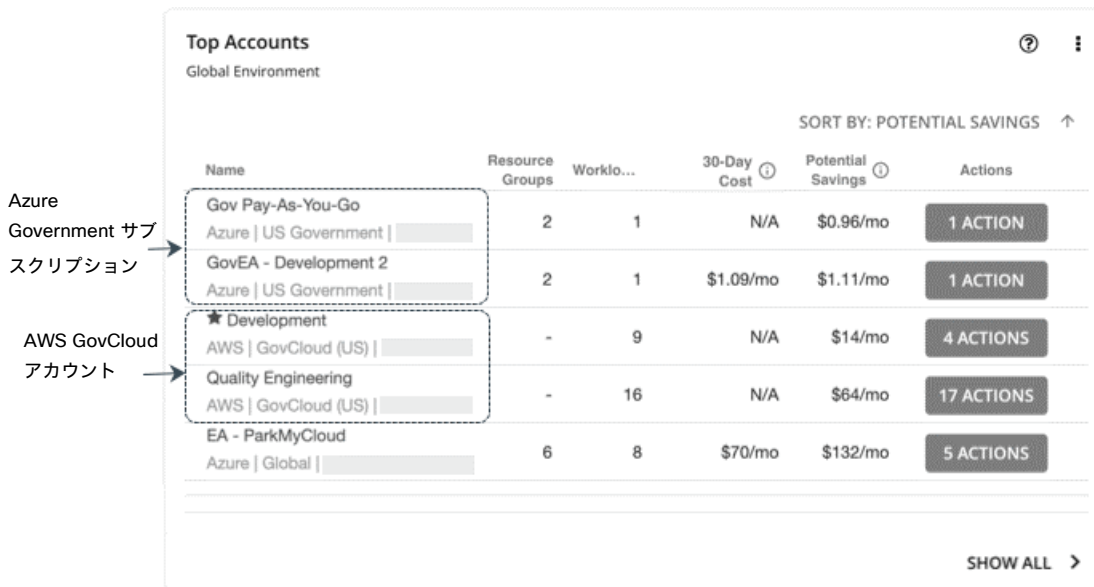 Top Accounts
Global Environment
SORT BY: POTENTIAL SAVINGS
Name
Resource Groups
Worklo...
30-Day Cost
Potential Savings
Actions
Azure
Government サブ
スクリプション
Gov Pay-As-You-Go
Azure | US Government |
2 1 N/A $0.96/mo 1 ACTION
GovEA - Development 2
Azure | US Government |
2 1 $1.09/mo $1.11/mo 1 ACTION
AWS GovCloud
アカウント
★ Development
AWS | GovCloud (US) |
- 9 N/A $14/mo 4 ACTIONS
Quality Engineering
AWS | GovCloud (US) |
- 16 N/A $64/mo 17 ACTIONS
EA - ParkMyCloud
Azure | Global |
6 8 $70/mo $132/mo 5 ACTIONS
SHOW ALL